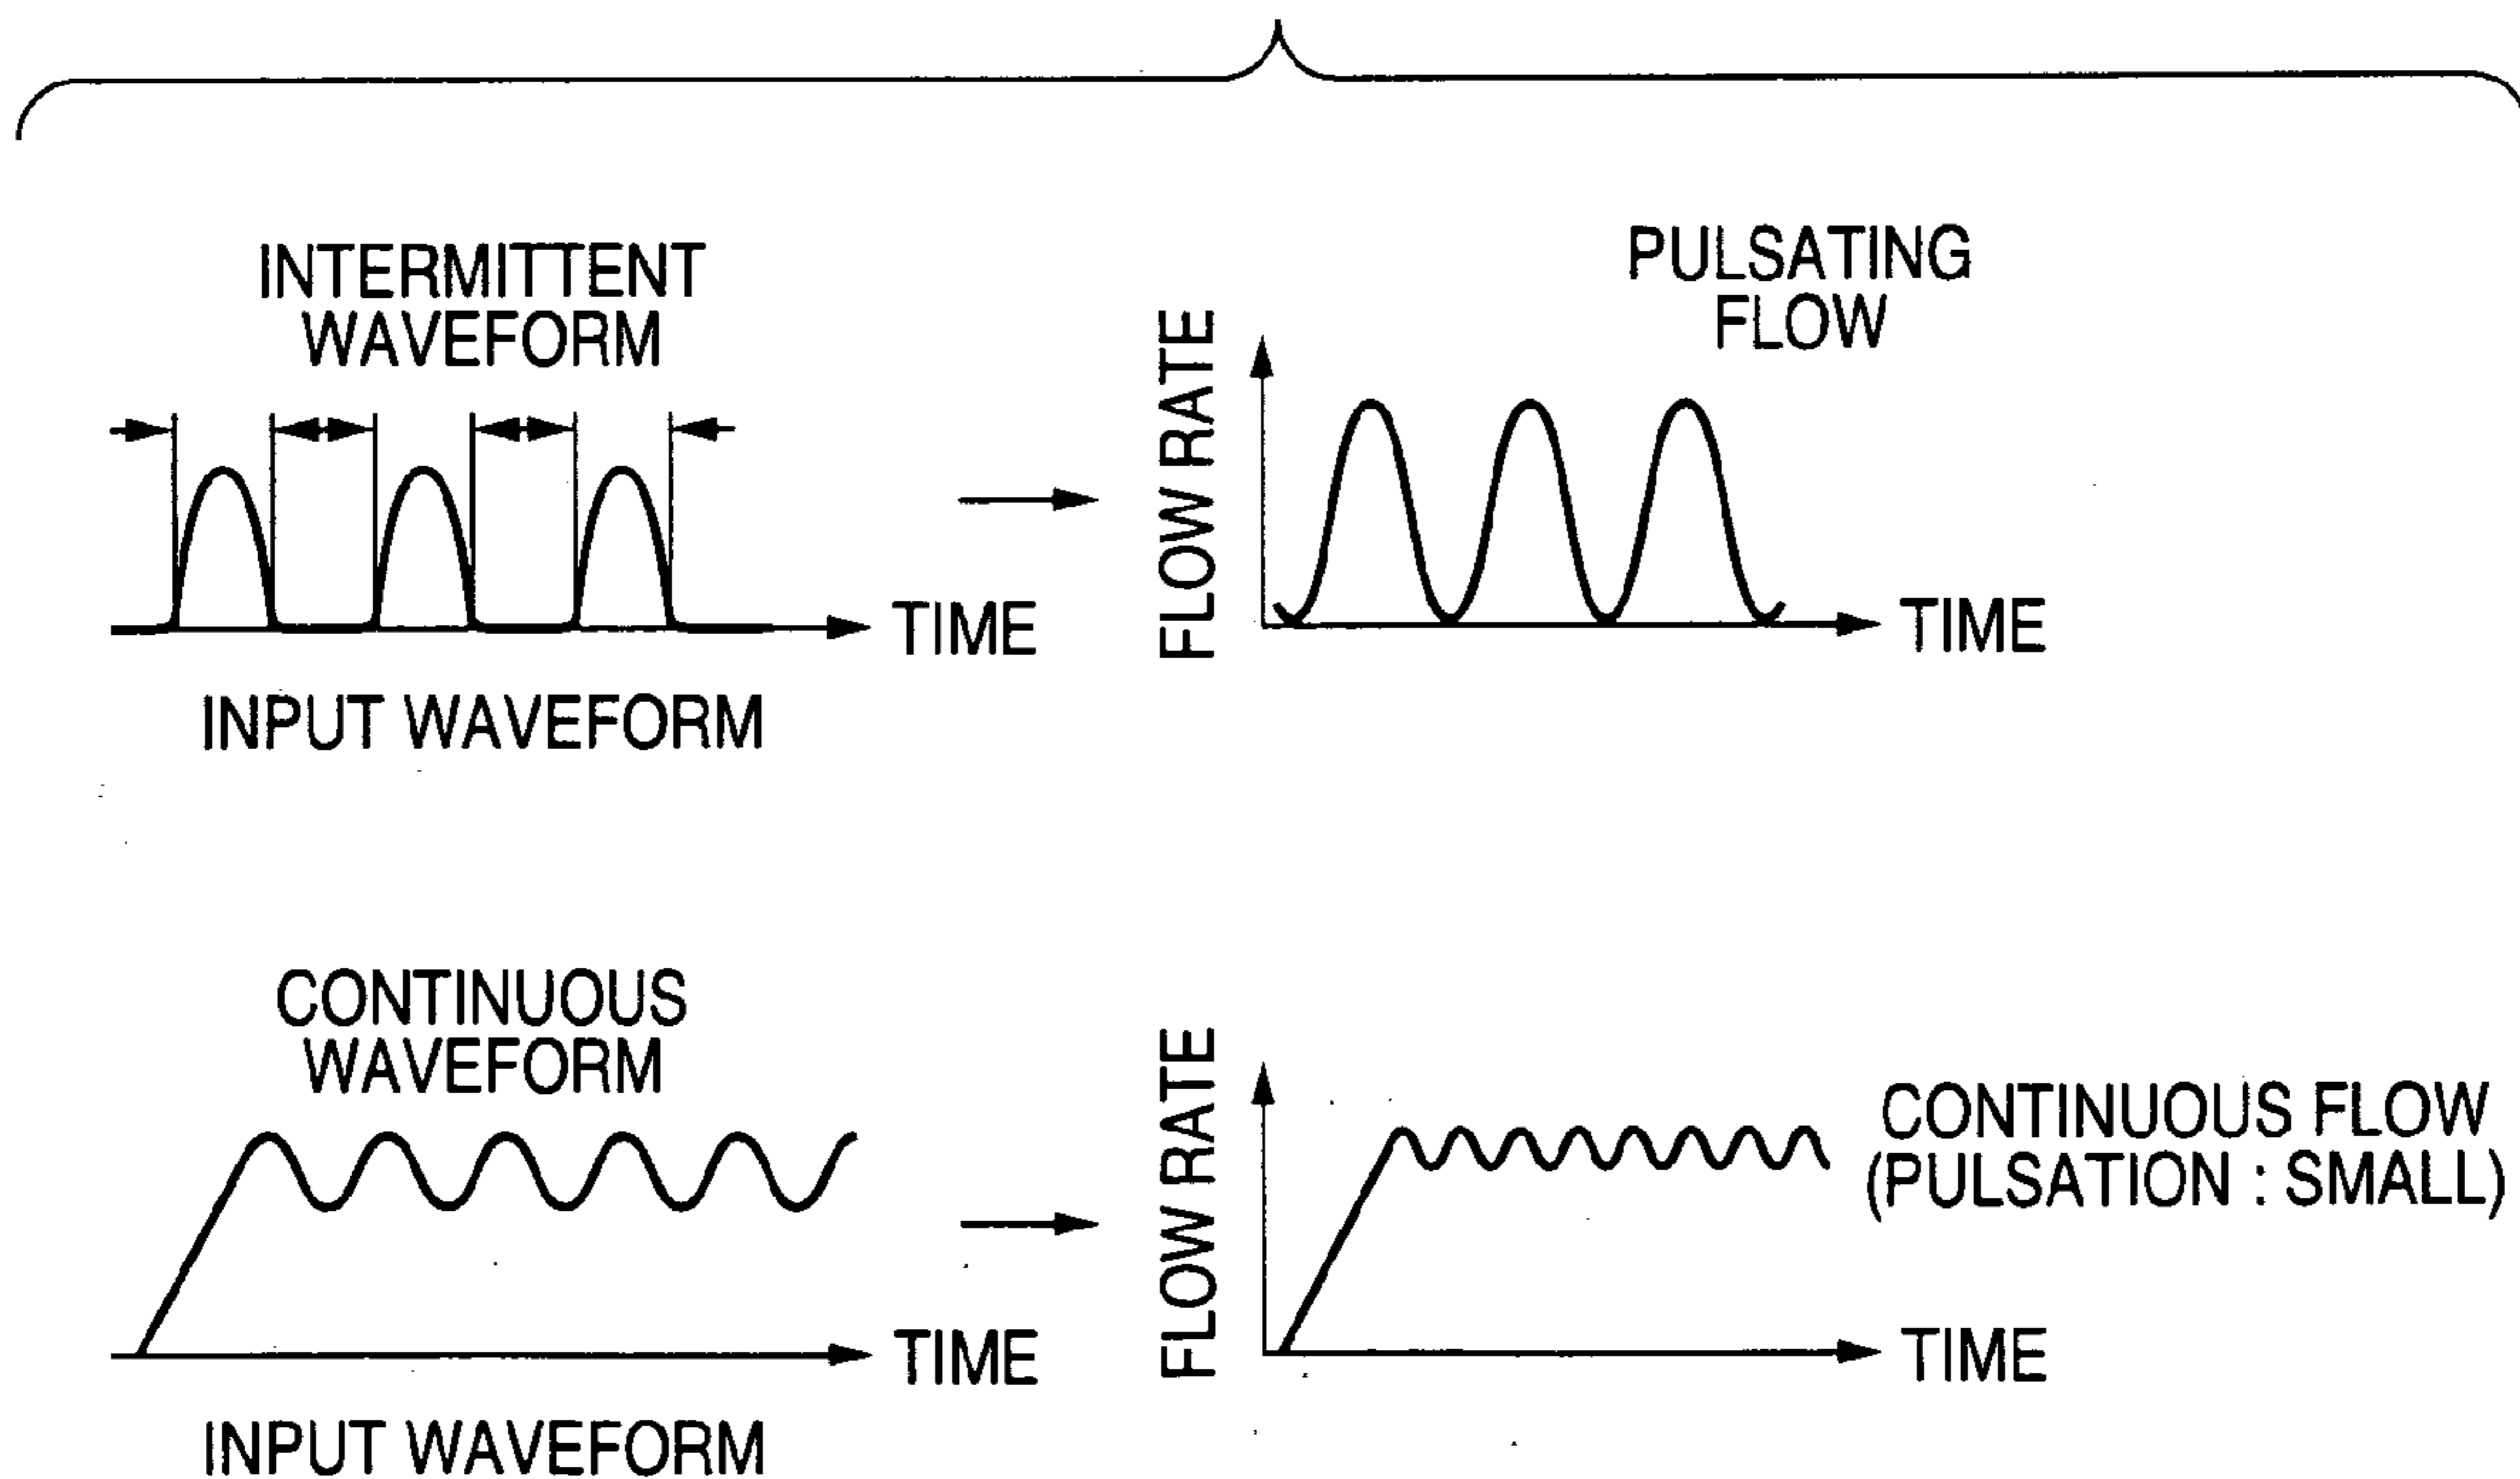 INTERMITTENT
WAVEFORM
TIME
INPUT WAVEFORM
PULSATING
FLOW
FLOW RATE
TIME
CONTINUOUS
WAVEFORM
TIME
INPUT WAVEFORM
FLOW RATE
CONTINUOUS FLOW
(PULSATION : SMALL)
TIME